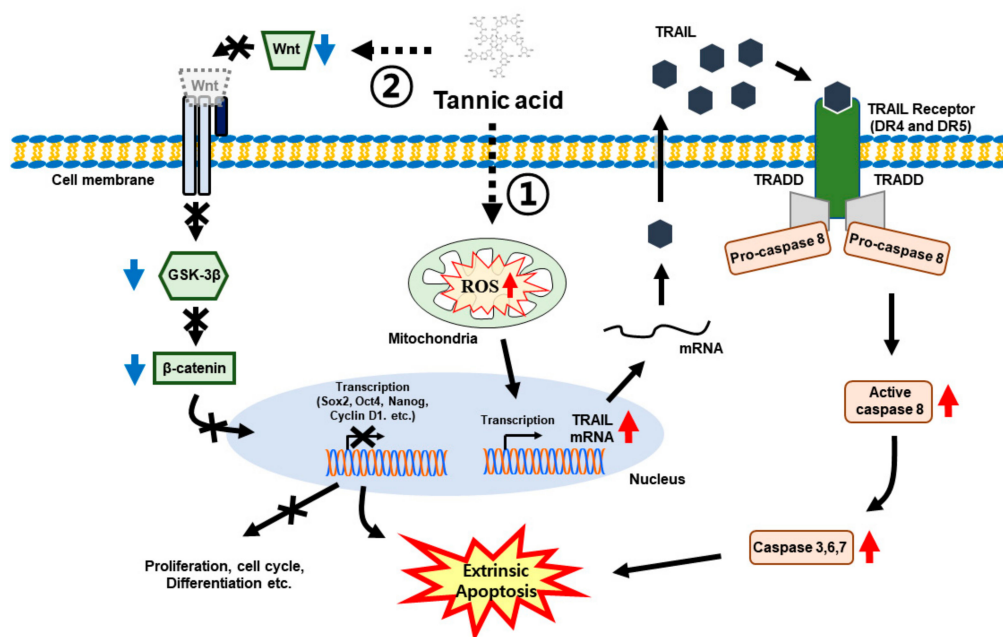 Wnt
②
Wnt
Tannic acid
TRAIL
TRAIL Receptor
(DR4 and DR5)
Cell membrane
①
TRADD
TRADD
Pro-caspase 8
Pro-caspase 8
GSK-3β
ROS
Mitochondria
mRNA
β-catenin
Transcription
(Sox2, Oct4, Nanog,
Cyclin D1. etc.)
Transcription
TRAIL
mRNA
Active
caspase 8
Nucleus
Proliferation, cell cycle,
Differentiation etc.
Extrinsic
Apoptosis
Caspase 3,6,7